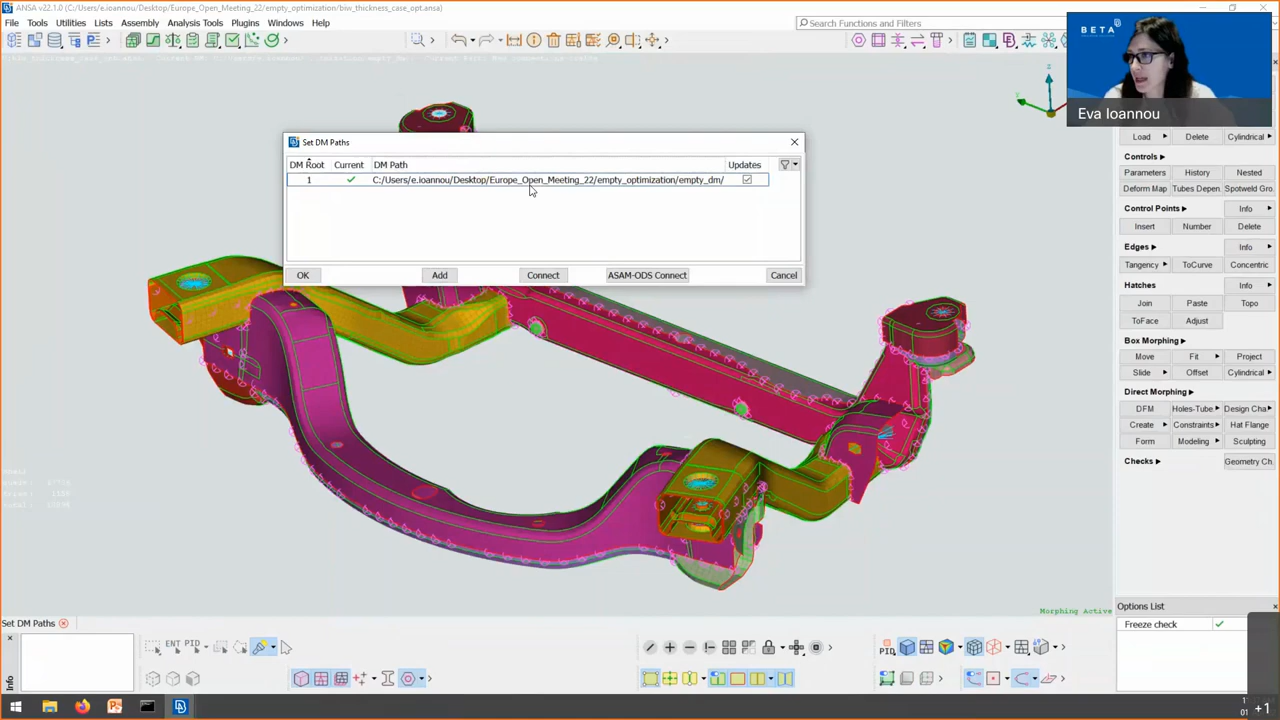 ANSA v22.1.0) C:/Users/e.ioannou/Desktop/Europe_Open_Meeting_22/empty_optimization/biw_thickness_case_opt.ansa)
File Tools Utilities Lists Assembly Analysis Tools Plugins Windows Help
Search Functions and Filters
BETA
Eva Ioannou
Set DM Paths
DM Root Current DM Path Updates
1 C:/Users/e.ioannou/Desktop/Europe_Open_Meeting_22/empty_optimization/empty_dm/
OK Add Connect ASAM-ODS Connect Cancel
Load Delete Cylindrical
Controls:
Parameters History Nested
Deform Map Tubes Depen. Spotweld Gro.
Control Points Info
Insert Number Delete
Edges: Info
Tangency ToCurve Concentric
Hatches: Info
Join Paste Topo
ToFace Adjust
Box Morphing:
Move Fit Project
Slide Offset Cylindrical
Direct Morphing:
DFM Holes-Tube Design Cha
Create Constraints Hat Flange
Form Modeling Sculpting
Checks Geometry Ch.
z
Morphing Active
Set DM Paths
Options List
Freeze check
ENT PID
PID
Info
+1